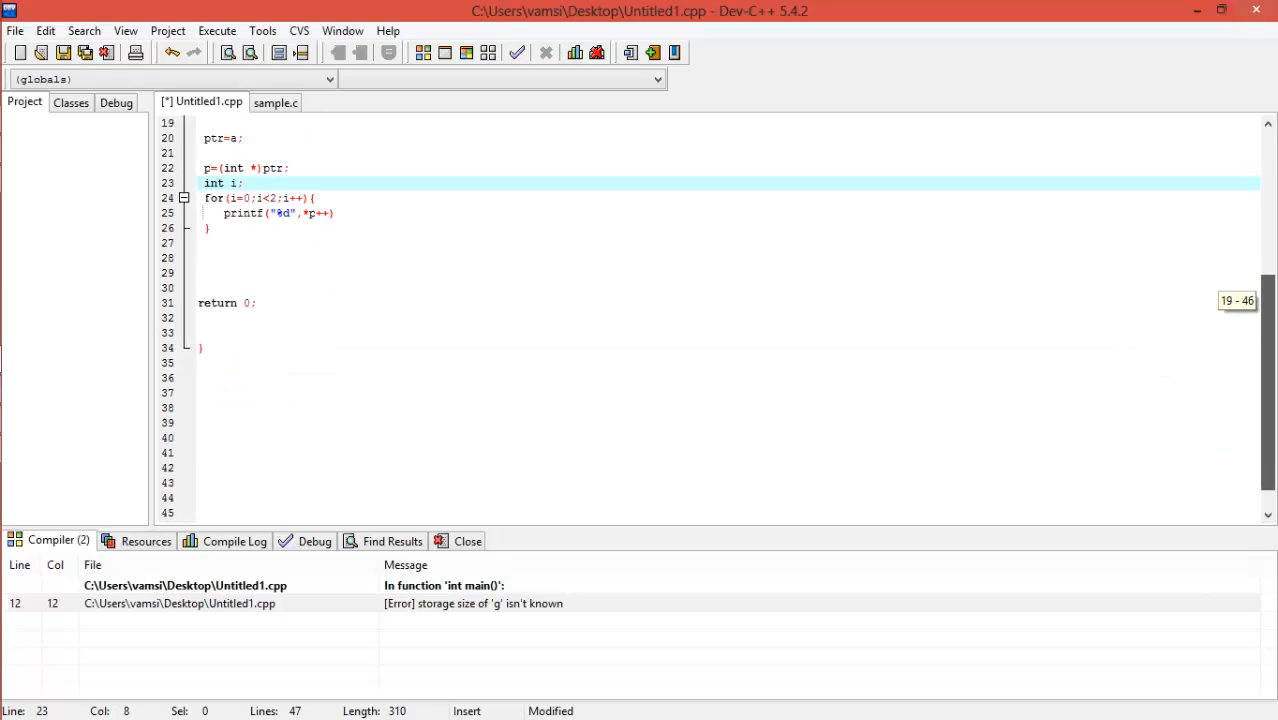 C:\Users\vamsi\Desktop\Untitled1.cpp - Dev-C++ 5.4.2
File Edit Search View Project Execute Tools CVS Window Help
(globals)
Project Classes Debug [*] Untitled1.cpp sample.c
19
20 ptr=a;
21
22 p=(int *)ptr;
23 int i;
24 for(i=0;i<2;i++){
25 printf("%d",*p++)
26 }
27
28
29
30
31 return 0;
32
33
34 }
35
36
37
38
39
40
41
42
43
44
45
19 - 46
Compiler (2) Resources Compile Log Debug Find Results Close
Line Col File Message
C:\Users\vamsi\Desktop\Untitled1.cpp In function 'int main()':
12 12 C:\Users\vamsi\Desktop\Untitled1.cpp [Error] storage size of 'g' isn't known
Line: 23 Col: 8 Sel: 0 Lines: 47 Length: 310 Insert Modified